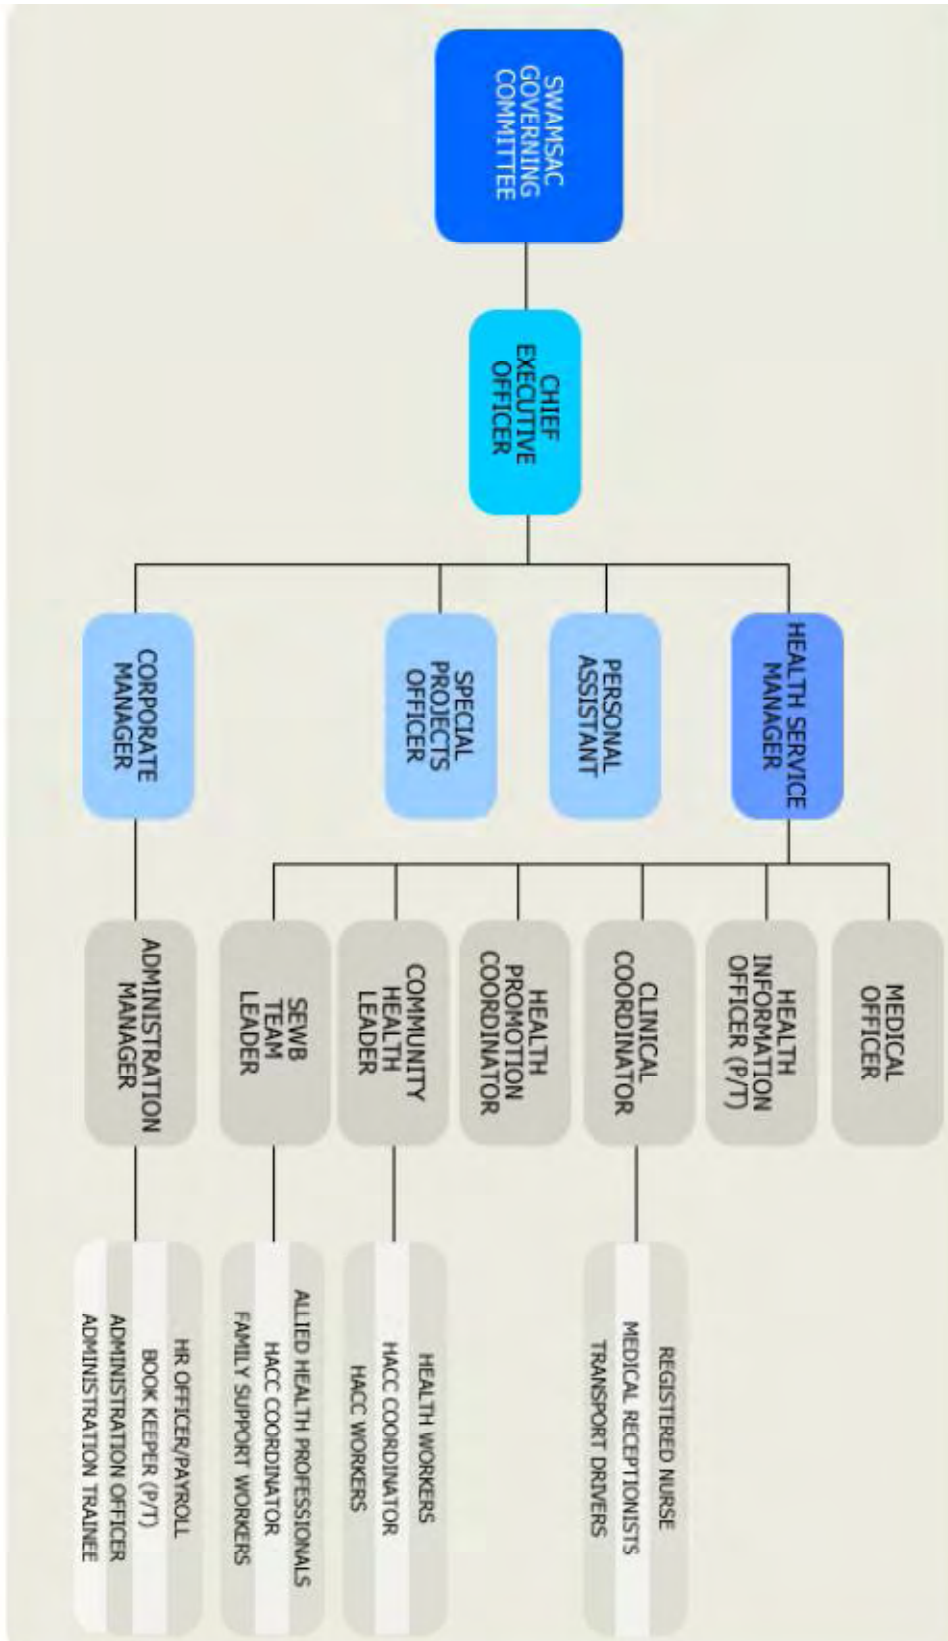 SWAMSAC
GOVERNING
COMMITTEE
CHIEF
EXECUTIVE
OFFICER
HEALTH SERVICE
MANAGER
PERSONAL
ASSISTANT
SPECIAL
PROJECTS
OFFICER
CORPORATE
MANAGER
MEDICAL
OFFICER
HEALTH
INFORMATION
OFFICER (P/T)
CLINICAL
COORDINATOR
HEALTH
PROMOTION
COORDINATOR
COMMUNITY
HEALTH
LEADER
SEWB
TEAM
LEADER
ADMINISTRATION
MANAGER
REGISTERED NURSE
MEDICAL RECEPTIONISTS
TRANSPORT DRIVERS
HEALTH WORKERS
HACC COORDINATOR
HACC WORKERS
ALLIED HEALTH PROFESSIONALS
HACC COORDINATOR
FAMILY SUPPORT WORKERS
HR OFFICER/PAYROLL
BOOK KEEPER (P/T)
ADMINISTRATION OFFICER
ADMINISTRATION TRAINEE